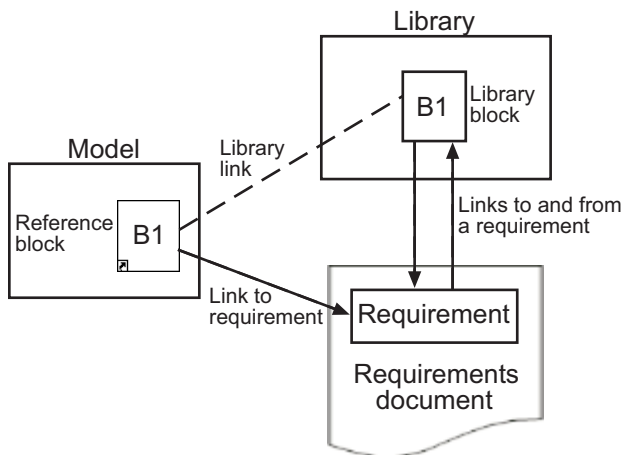 Library
B1
Library
block
Library
link
Model
Reference
block
B1
Links to and from
a requirement
Link to
requirement
Requirement
Requirements
document